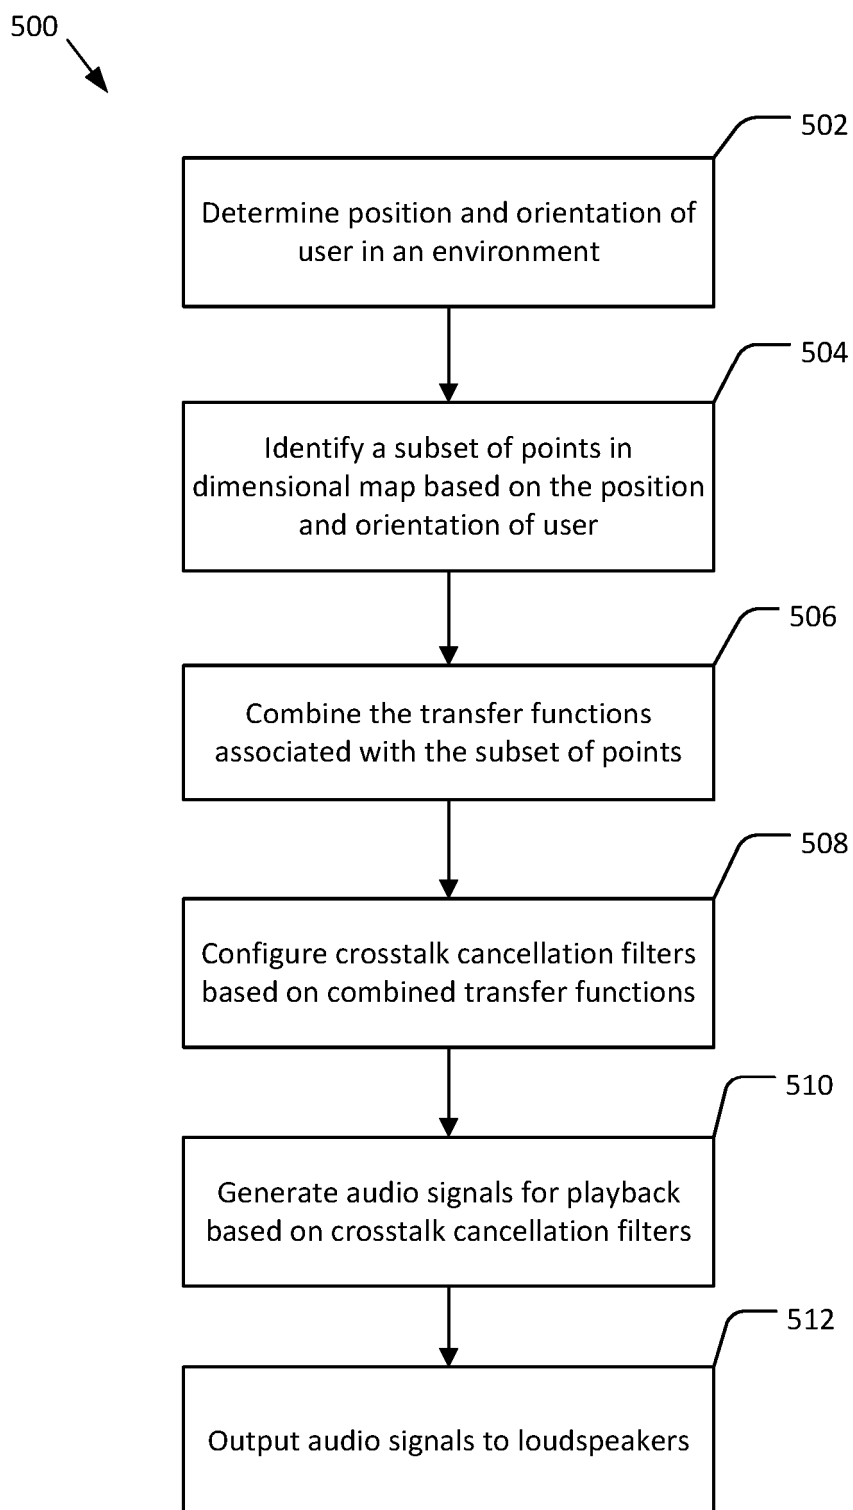 500
502
Determine position and orientation of
user in an environment
504
Identify a subset of points in
dimensional map based on the position
and orientation of user
506
Combine the transfer functions
associated with the subset of points
508
Configure crosstalk cancellation filters
based on combined transfer functions
510
Generate audio signals for playback
based on crosstalk cancellation filters
512
Output audio signals to loudspeakers